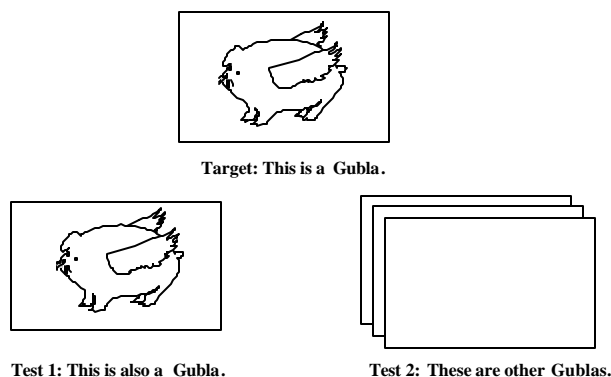 Target: This is a Gubla.
Test 1: This is also a Gubla.
Test 2: These are other Gublas.